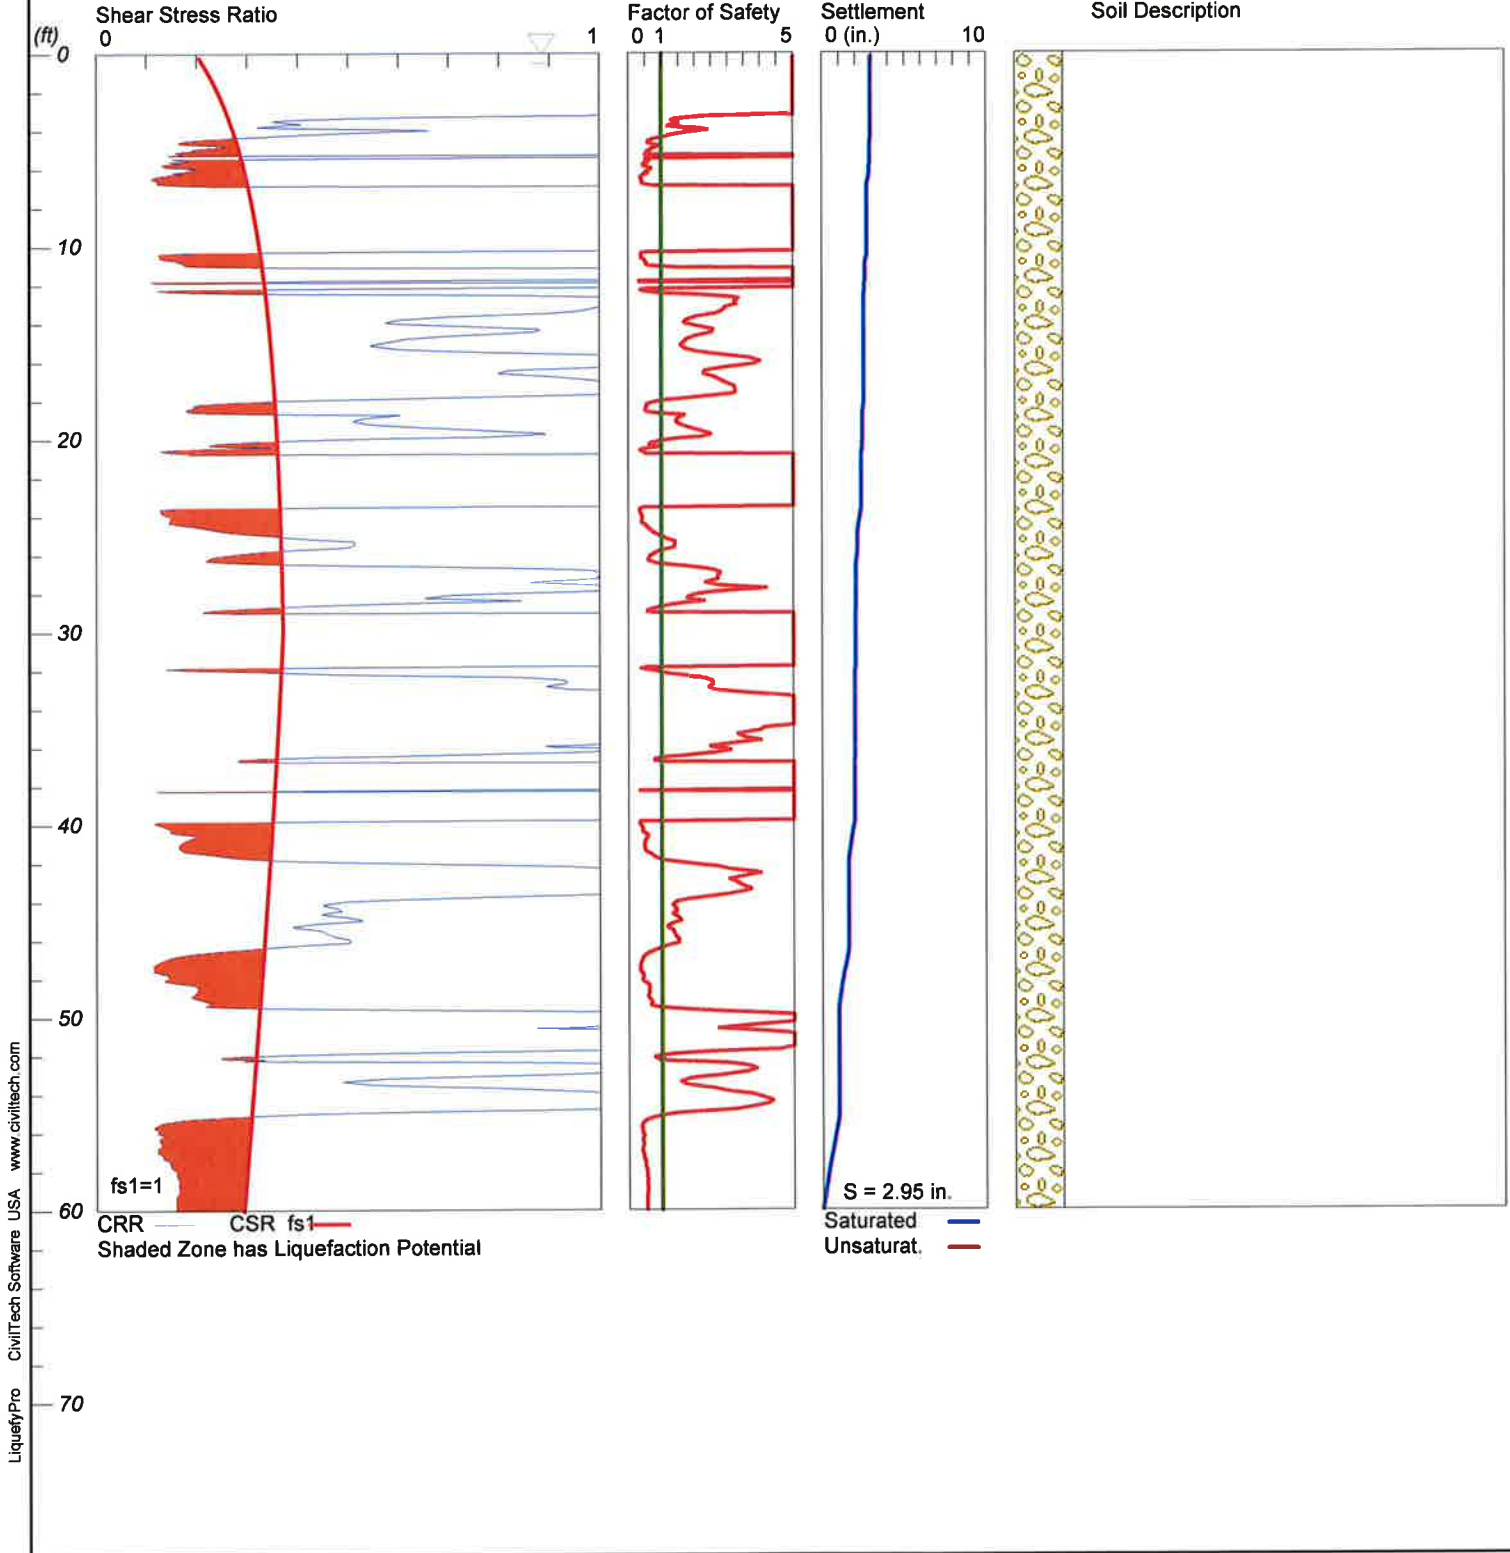 Shear Stress Ratio
Factor of Safety
Settlement
Soil Description
(ft)
0 1
0 1 5
0 (in.) 10
0
10
20
30
40
50
60
70
fs1=1
S = 2.95 in.
CRR CSR fs1
Shaded Zone has Liquefaction Potential
Saturated
Unsaturat.
LiquefyPro CivilTech Software USA www.civiltech.com